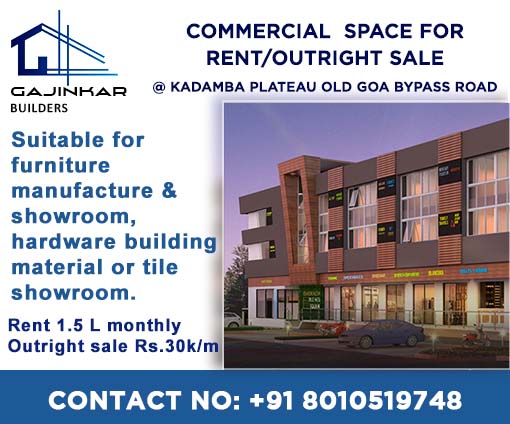 COMMERCIAL SPACE FOR
RENT/OUTRIGHT SALE
@ KADAMBA PLATEAU OLD GOA BYPASS ROAD
GAJINKAR
BUILDERS
Suitable for
furniture
manufacture &
showroom,
hardware building
material or tile
showroom.
Rent 1.5 L monthly
Outright sale Rs.30k/m
CONTACT NO: +91 8010519748